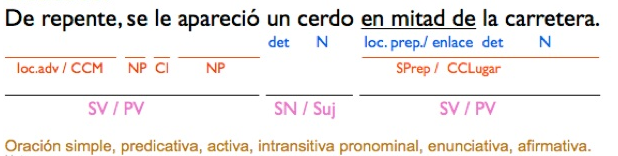 De repente, se le apareció un cerdo en mitad de la carretera.
det N loc. prep./ enlace det N
loc.adv / CCM NP CI NP SPrep / CCLugar
SV / PV SN / Suj SV / PV
Oración simple, predicativa, activa, intransitiva pronominal, enunciativa, afirmativa.